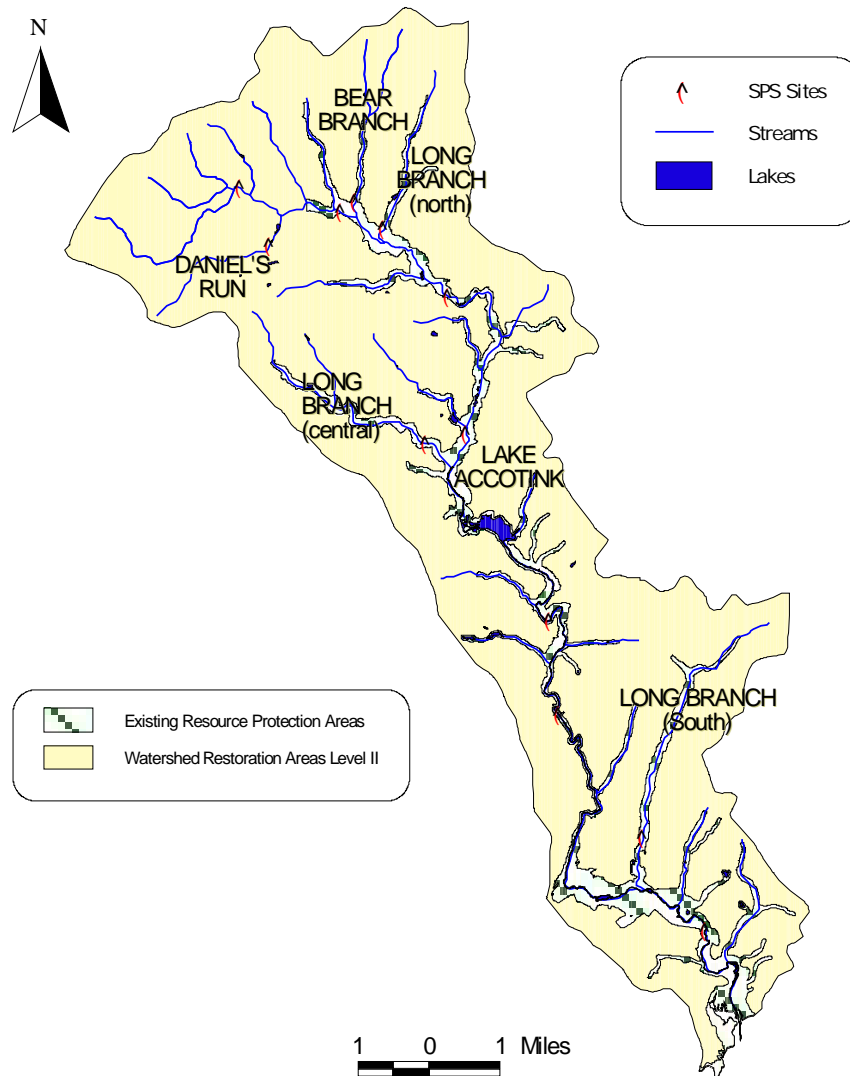 N
BEAR
BRANCH
LONG
BRANCH
(north)
SPS Sites
Streams
Lakes
DANIEL'S
RUN
LONG
BRANCH
(central)
LAKE
ACCOTINK
LONG BRANCH
(South)
Existing Resource Protection Areas
Watershed Restoration Areas Level II
1 0 1 Miles